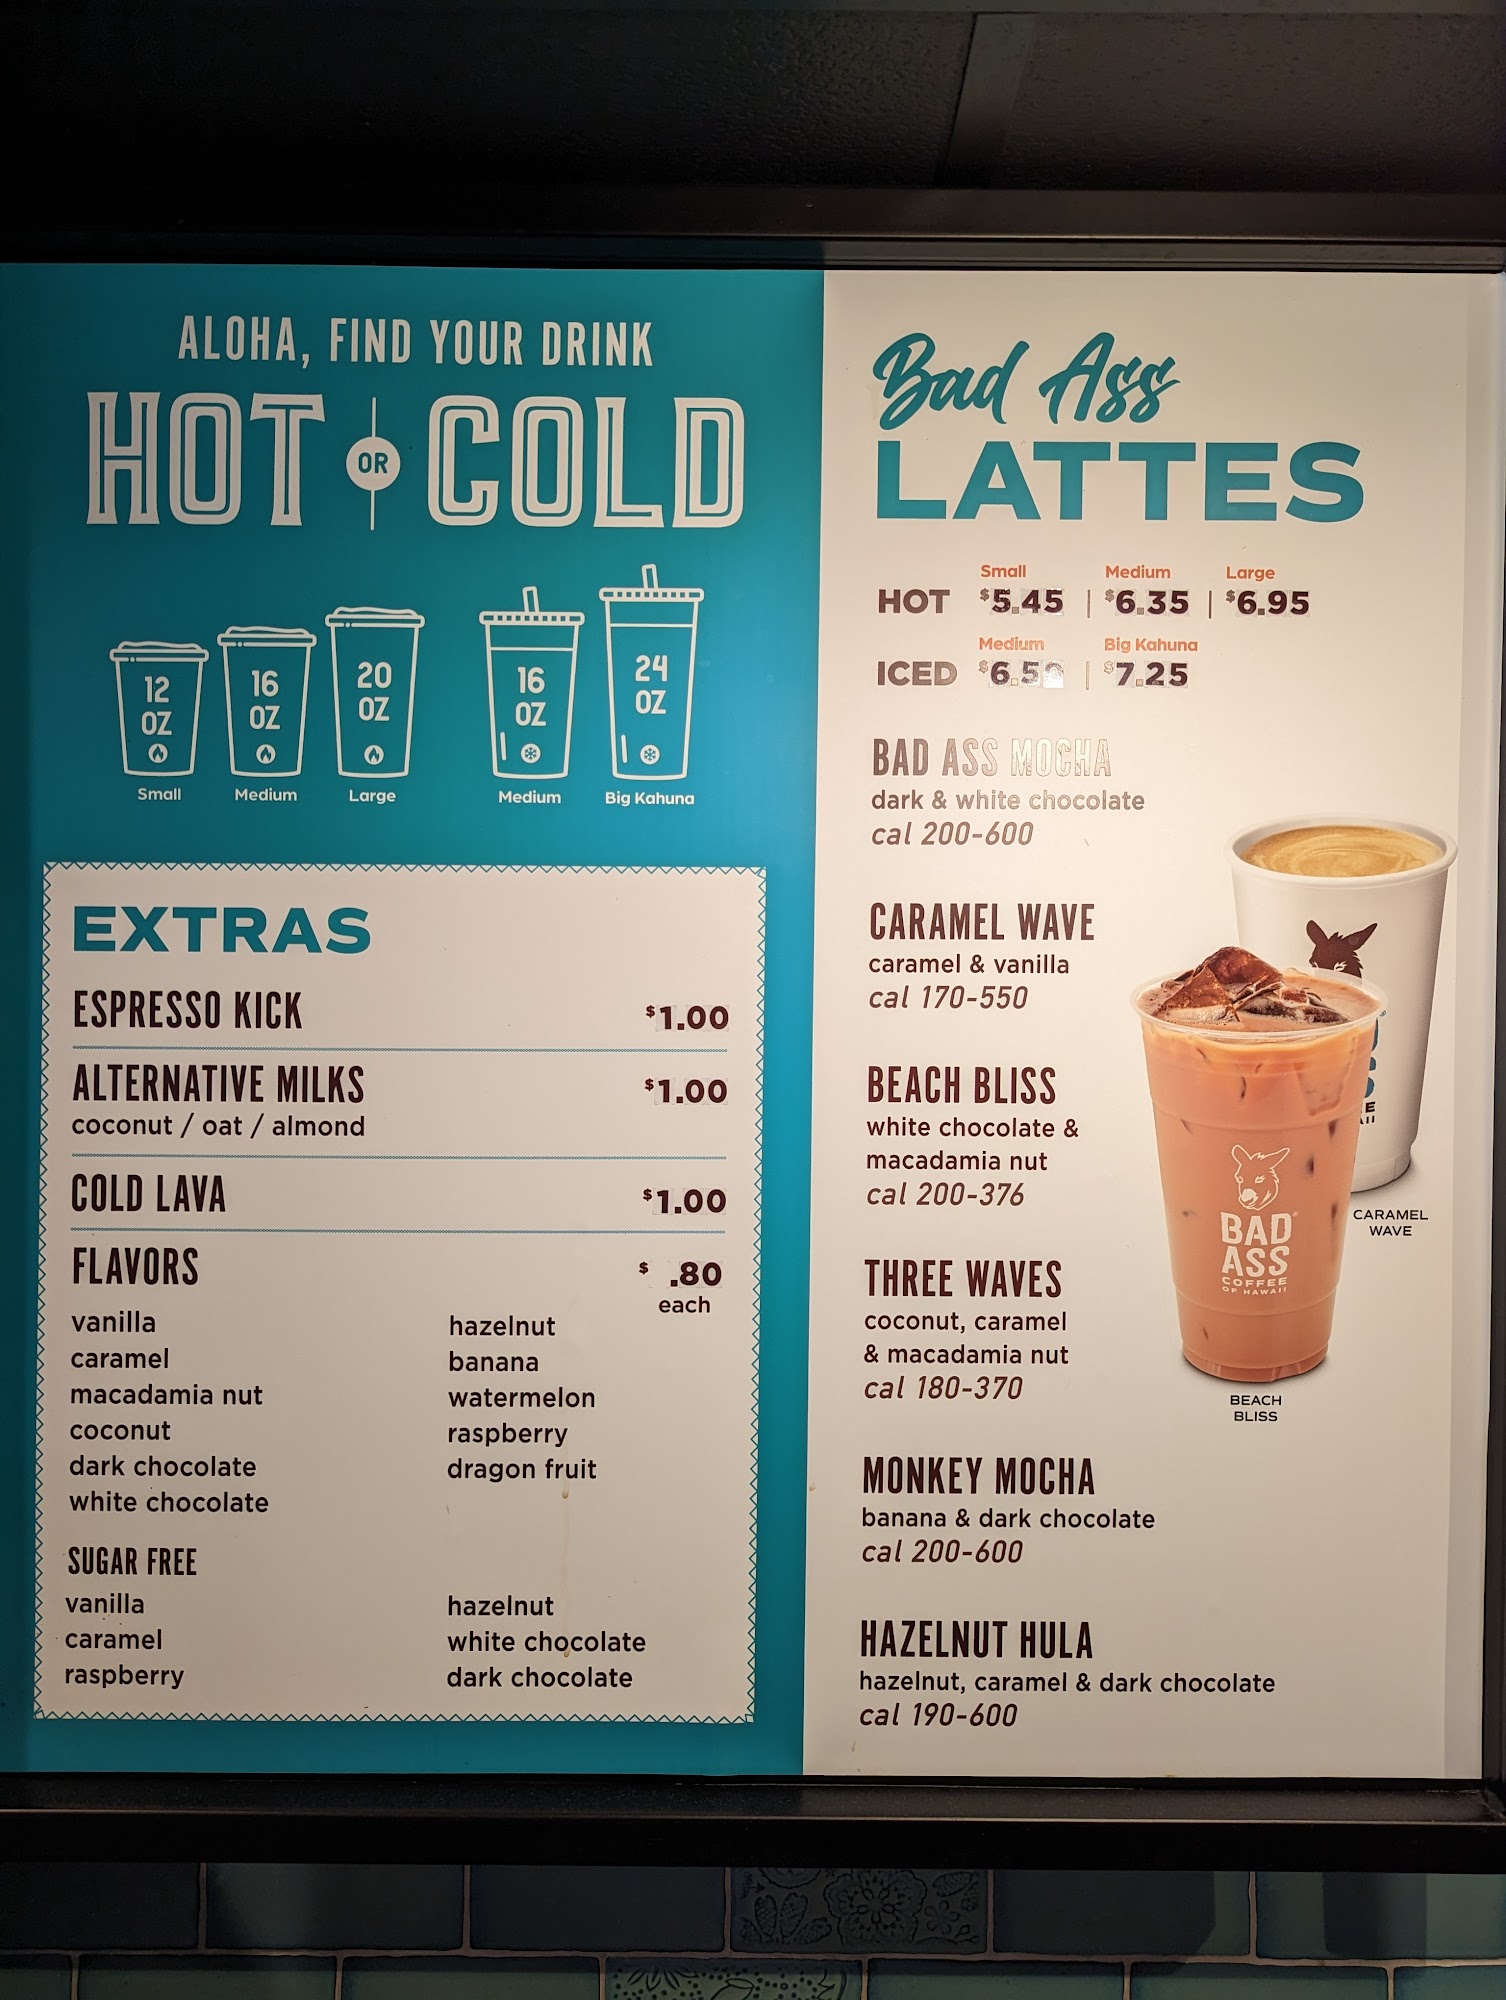 ALOHA, FIND YOUR DRINK
HOT OR COLD
12 OZ
Small
16 OZ
Medium
20 OZ
Large
16 OZ
Medium
24 OZ
Big Kahuna
EXTRAS
ESPRESSO KICK $1.00
ALTERNATIVE MILKS $1.00
coconut / oat / almond
COLD LAVA $1.00
FLAVORS $ .80
each
vanilla
caramel
macadamia nut
coconut
dark chocolate
white chocolate
hazelnut
banana
watermelon
raspberry
dragon fruit
SUGAR FREE
vanilla
caramel
raspberry
hazelnut
white chocolate
dark chocolate
Bad Ass
LATTES
Small Medium Large
HOT $5.45 | $6.35 | $6.95
Medium Big Kahuna
ICED | $7.25
BAD ASS MOCHA
dark & white chocolate
cal 200-600
CARAMEL WAVE
caramel & vanilla
cal 170-550
BEACH BLISS
white chocolate &
macadamia nut
cal 200-376
THREE WAVES
coconut, caramel
& macadamia nut
cal 180-370
MONKEY MOCHA
banana & dark chocolate
cal 200-600
HAZELNUT HULA
hazelnut, caramel & dark chocolate
cal 190-600
BAD
ASS
COFFEE
OF HAWAII
CARAMEL
WAVE
BEACH
BLISS